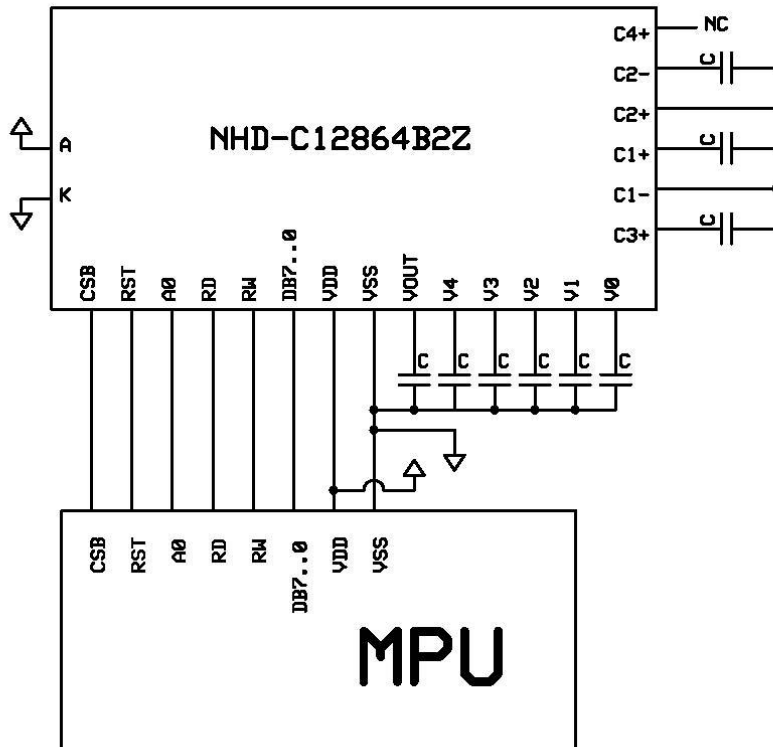 C4+ NC
C2- C
C2+
NHD-C12864B2Z
A
C1+ C
K
C1-
C3+ C
CSB RST A0 RD RW DB7..0 VDD VSS VOUT V4 V3 V2 V1 V0
C C C C C C
CSB RST A0 RD RW DB7..0 VDD VSS
MPU